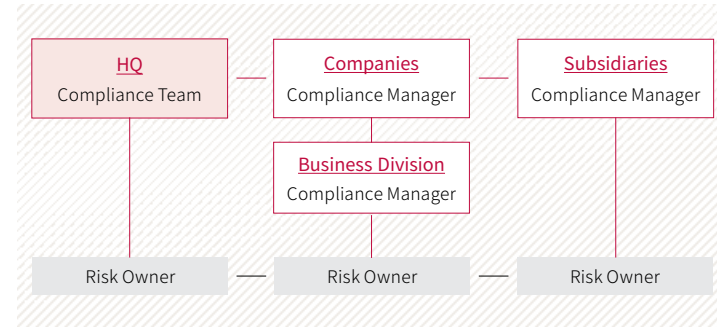 HQ
Compliance Team
Companies
Compliance Manager
Subsidiaries
Compliance Manager
Business Division
Compliance Manager
Risk Owner
Risk Owner
Risk Owner